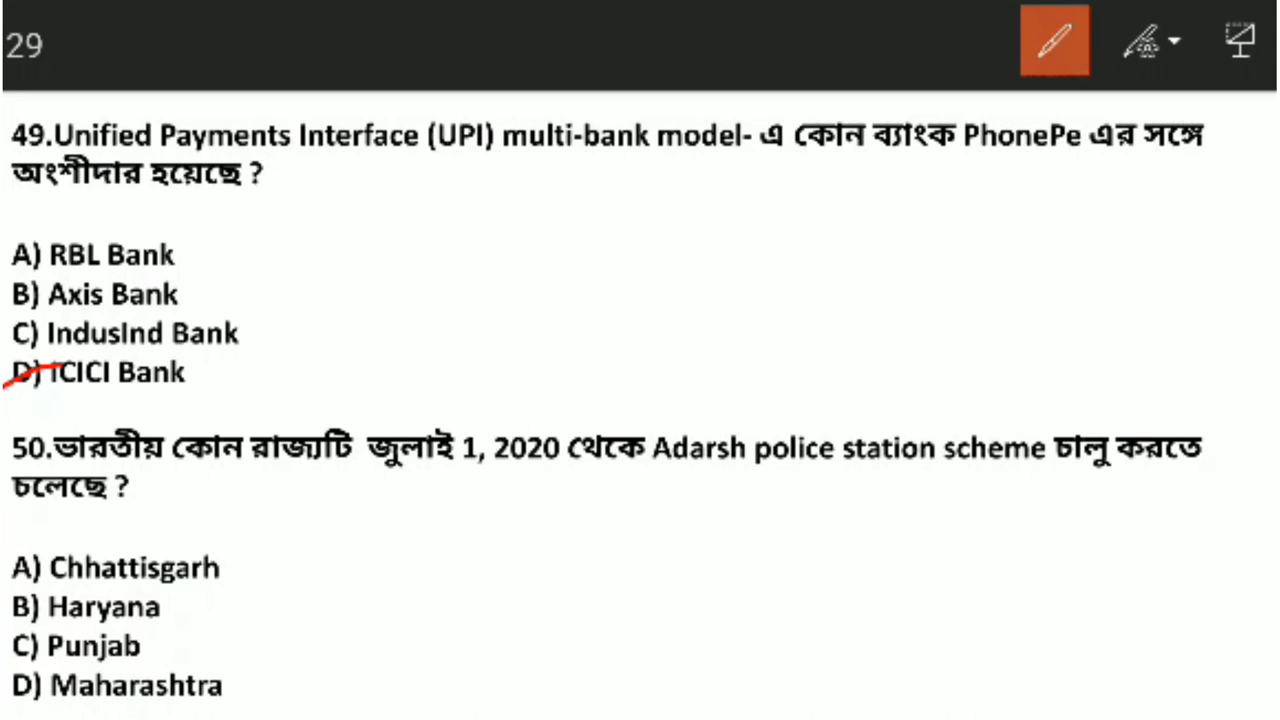 29
49.Unified Payments Interface (UPI) multi-bank model- এ কোন ব্যাংক PhonePe এর সঙ্গে
অংশীদার হয়েছে ?
A) RBL Bank
B) Axis Bank
C) IndusInd Bank
D) ICICI Bank
50.ভারতীয় কোন রাজ্যটি জুলাই 1, 2020 থেকে Adarsh police station scheme চালু করতে
চলেছে ?
A) Chhattisgarh
B) Haryana
C) Punjab
D) Maharashtra